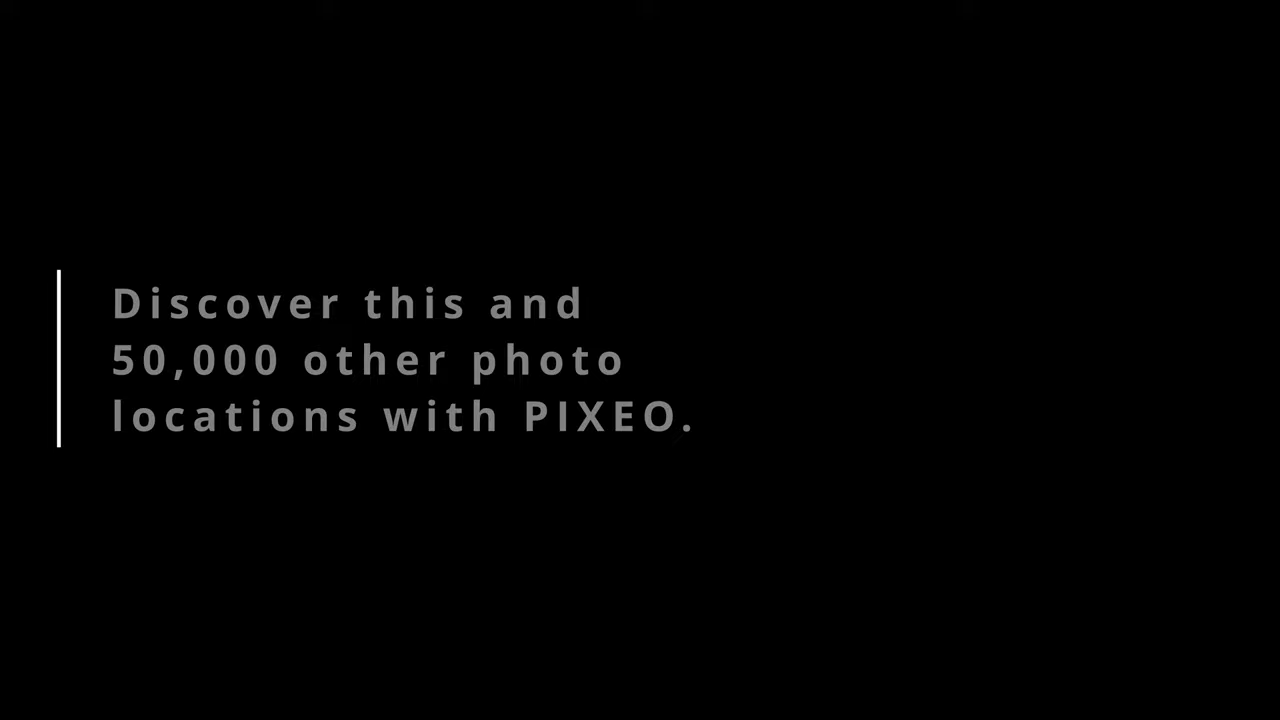 Discover this and
50,000 other photo
locations with PIXEO.